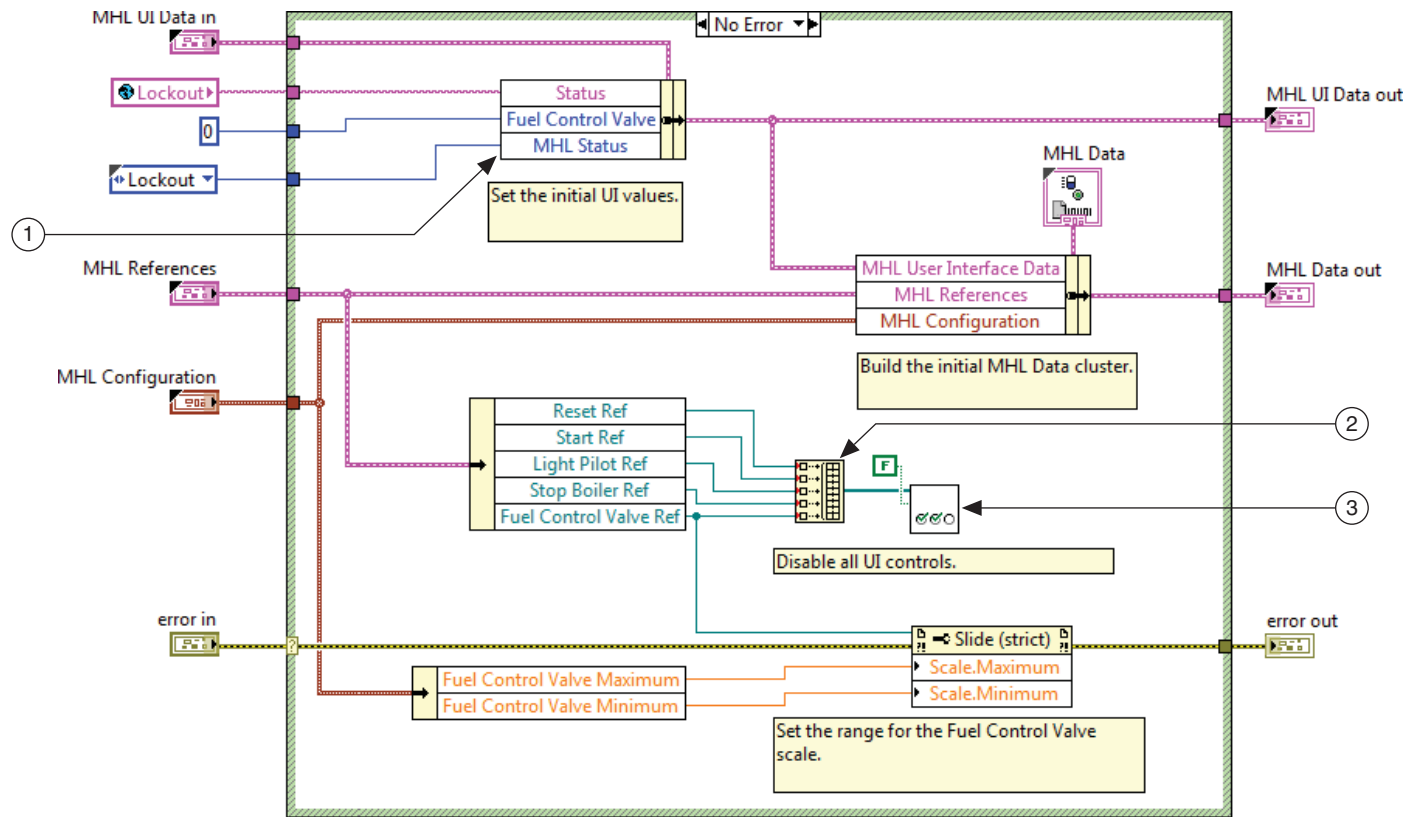 MHL UI Data in
No Error
Lockout
Status
0
Fuel Control Valve
MHL Status
Lockout
Set the initial UI values.
1
MHL UI Data out
MHL Data
MHL References
MHL User Interface Data
MHL References
MHL Configuration
MHL Data out
Build the initial MHL Data cluster.
MHL Configuration
Reset Ref
Start Ref
Light Pilot Ref
Stop Boiler Ref
Fuel Control Valve Ref
2
F
3
Disable all UI controls.
error in
?
Slide (strict)
Scale.Maximum
Scale.Minimum
error out
Fuel Control Valve Maximum
Fuel Control Valve Minimum
Set the range for the Fuel Control Valve
scale.